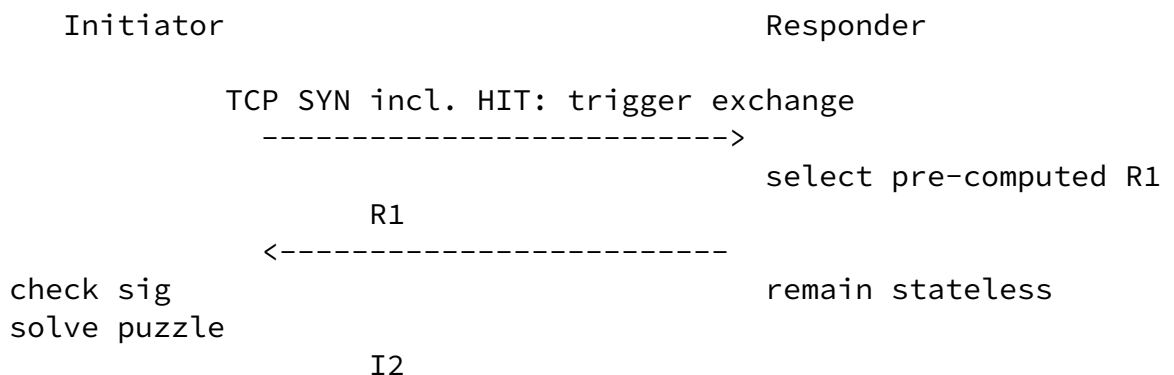 Initiator Responder
TCP SYN incl. HIT: trigger exchange
-------------------------->
select pre-computed R1
R1
<-------------------------
check sig remain stateless
solve puzzle
I2